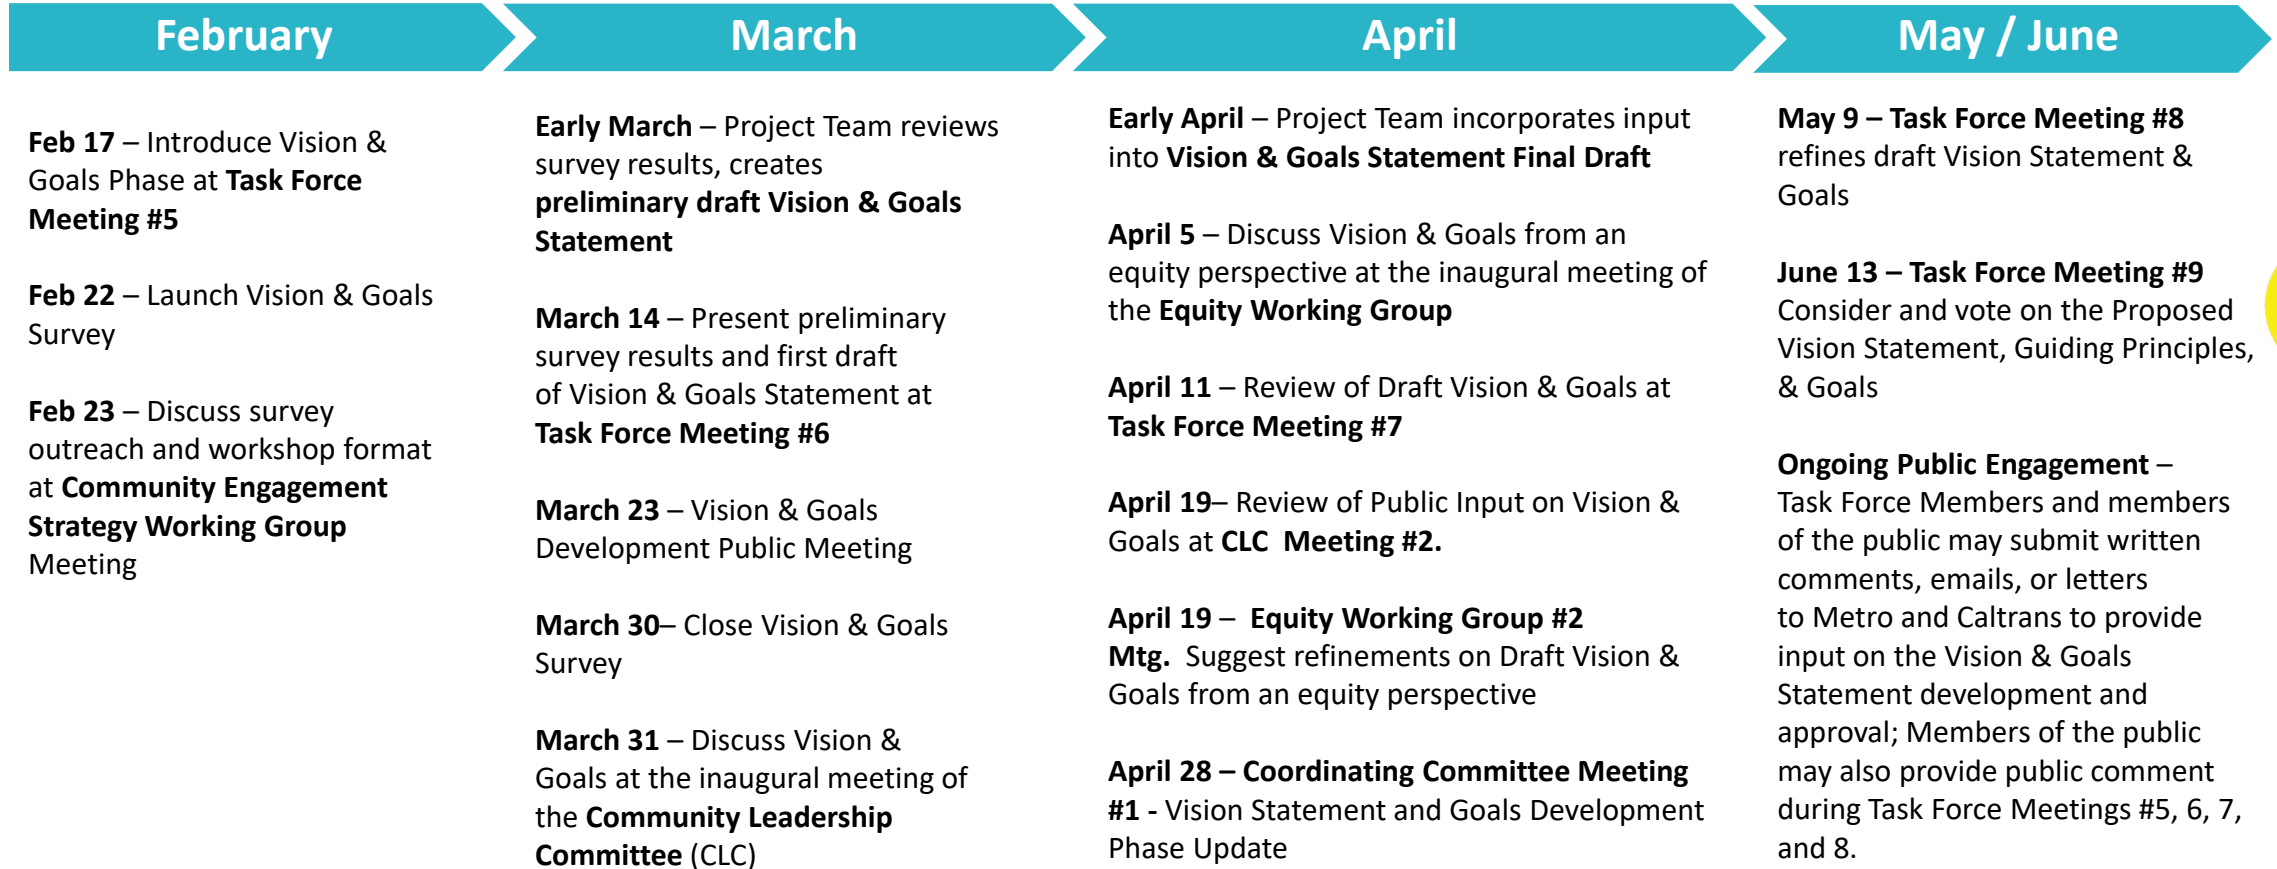 February
Feb 17 – Introduce Vision &
Goals Phase at Task Force
Meeting #5
Feb 22 – Launch Vision & Goals
Survey
Feb 23 – Discuss survey
outreach and workshop format
at Community Engagement
Strategy Working Group
Meeting
March
Early March – Project Team reviews
survey results, creates
preliminary draft Vision & Goals
Statement
March 14 – Present preliminary
survey results and first draft
of Vision & Goals Statement at
Task Force Meeting #6
March 23 – Vision & Goals
Development Public Meeting
March 30– Close Vision & Goals
Survey
March 31 – Discuss Vision &
Goals at the inaugural meeting of
the Community Leadership
Committee (CLC)
April
Early April – Project Team incorporates input
into Vision & Goals Statement Final Draft
April 5 – Discuss Vision & Goals from an
equity perspective at the inaugural meeting of
the Equity Working Group
April 11 – Review of Draft Vision & Goals at
Task Force Meeting #7
April 19– Review of Public Input on Vision &
Goals at CLC  Meeting #2.
April 19 –  Equity Working Group #2
Mtg.  Suggest refinements on Draft Vision &
Goals from an equity perspective
April 28 – Coordinating Committee Meeting
#1 - Vision Statement and Goals Development
Phase Update
May / June
May 9 – Task Force Meeting #8
refines draft Vision Statement &
Goals
June 13 – Task Force Meeting #9
Consider and vote on the Proposed
Vision Statement, Guiding Principles,
& Goals
Ongoing Public Engagement –
Task Force Members and members
of the public may submit written
comments, emails, or letters
to Metro and Caltrans to provide
input on the Vision & Goals
Statement development and
approval; Members of the public
may also provide public comment
during Task Force Meetings #5, 6, 7,
and 8.